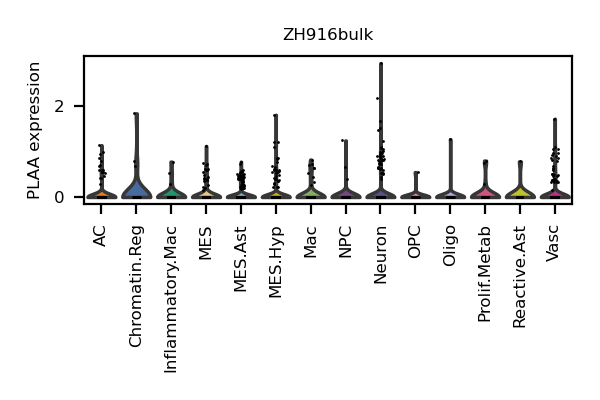 ZH916bulk
PLAA expression
2
0
AC
Chromatin.Reg
Inflammatory.Mac
MES
MES.Ast
MES.Hyp
Mac
NPC
Neuron
OPC
Oligo
Prolif.Metab
Reactive.Ast
Vasc